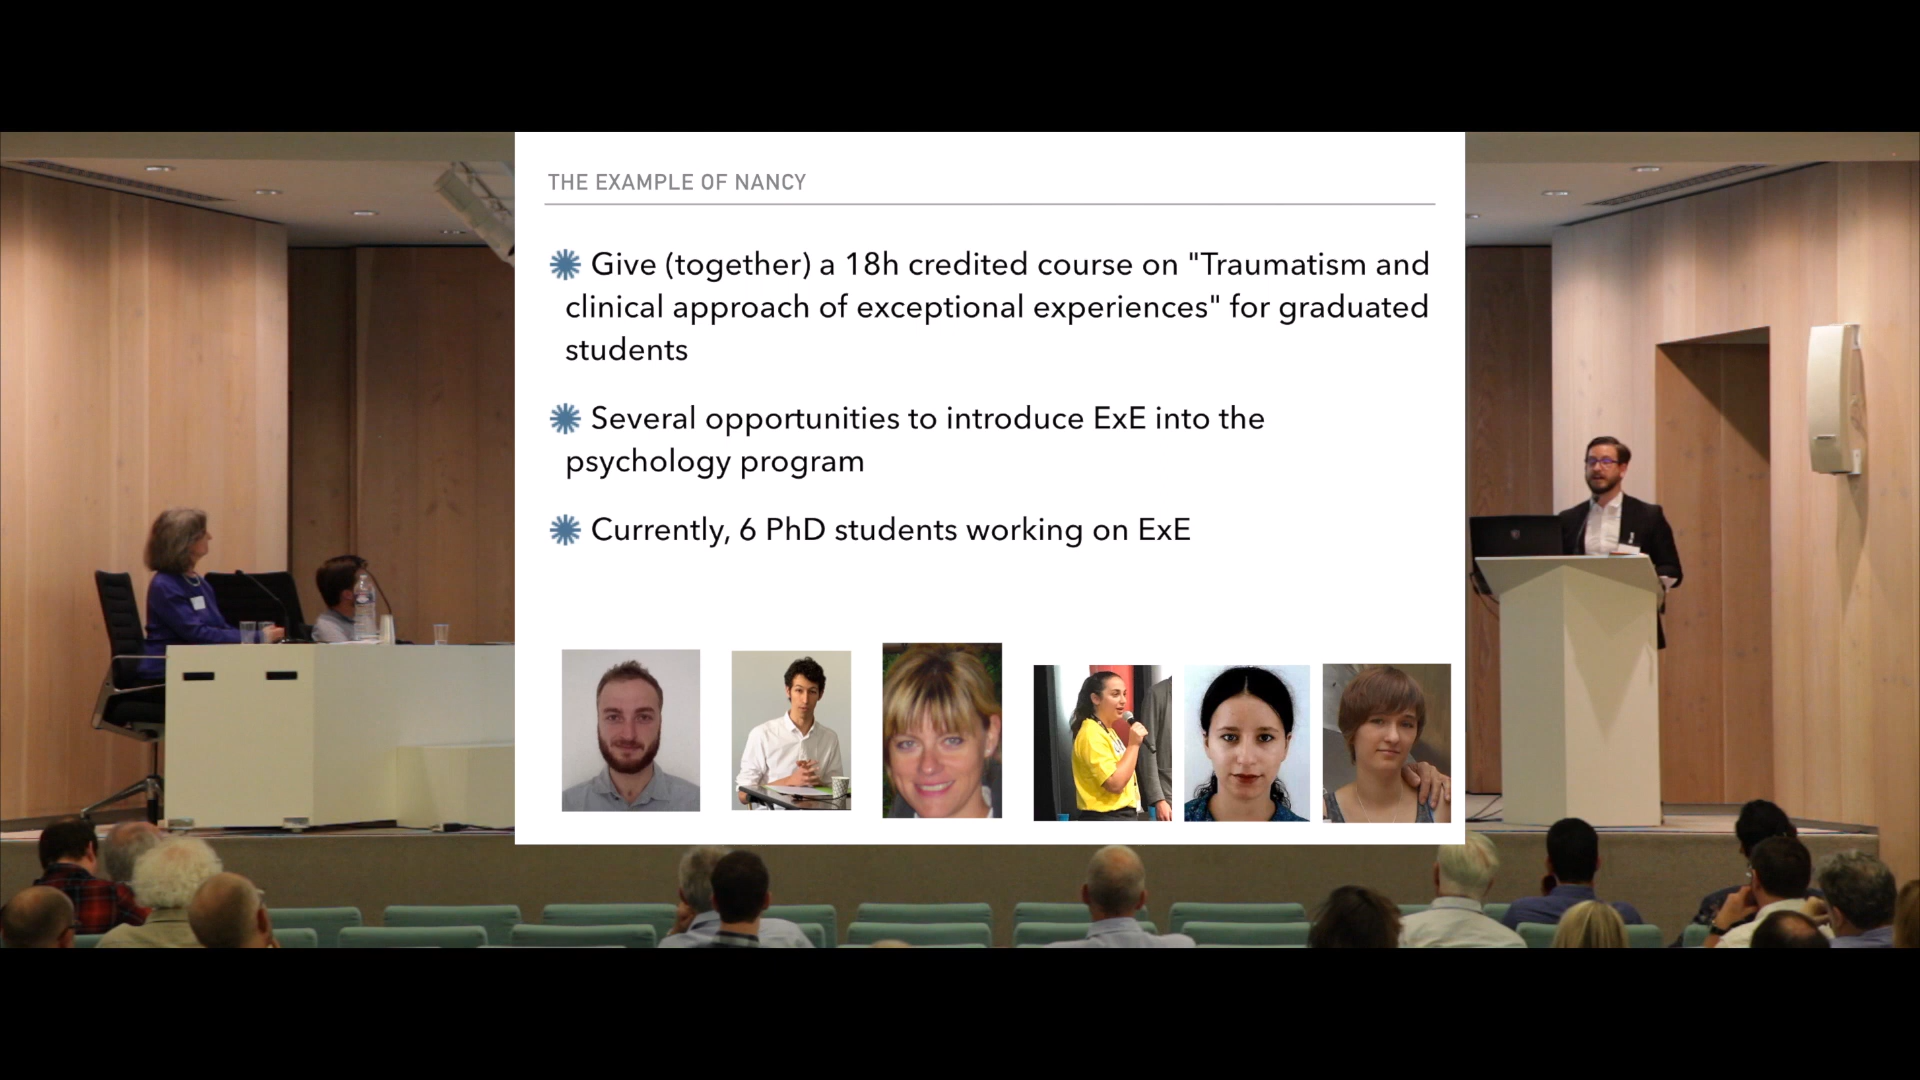 THE EXAMPLE OF NANCY
Give (together) a 18h credited course on "Traumatism and
clinical approach of exceptional experiences" for graduated
students
Several opportunities to introduce ExE into the
psychology program
Currently, 6 PhD students working on ExE